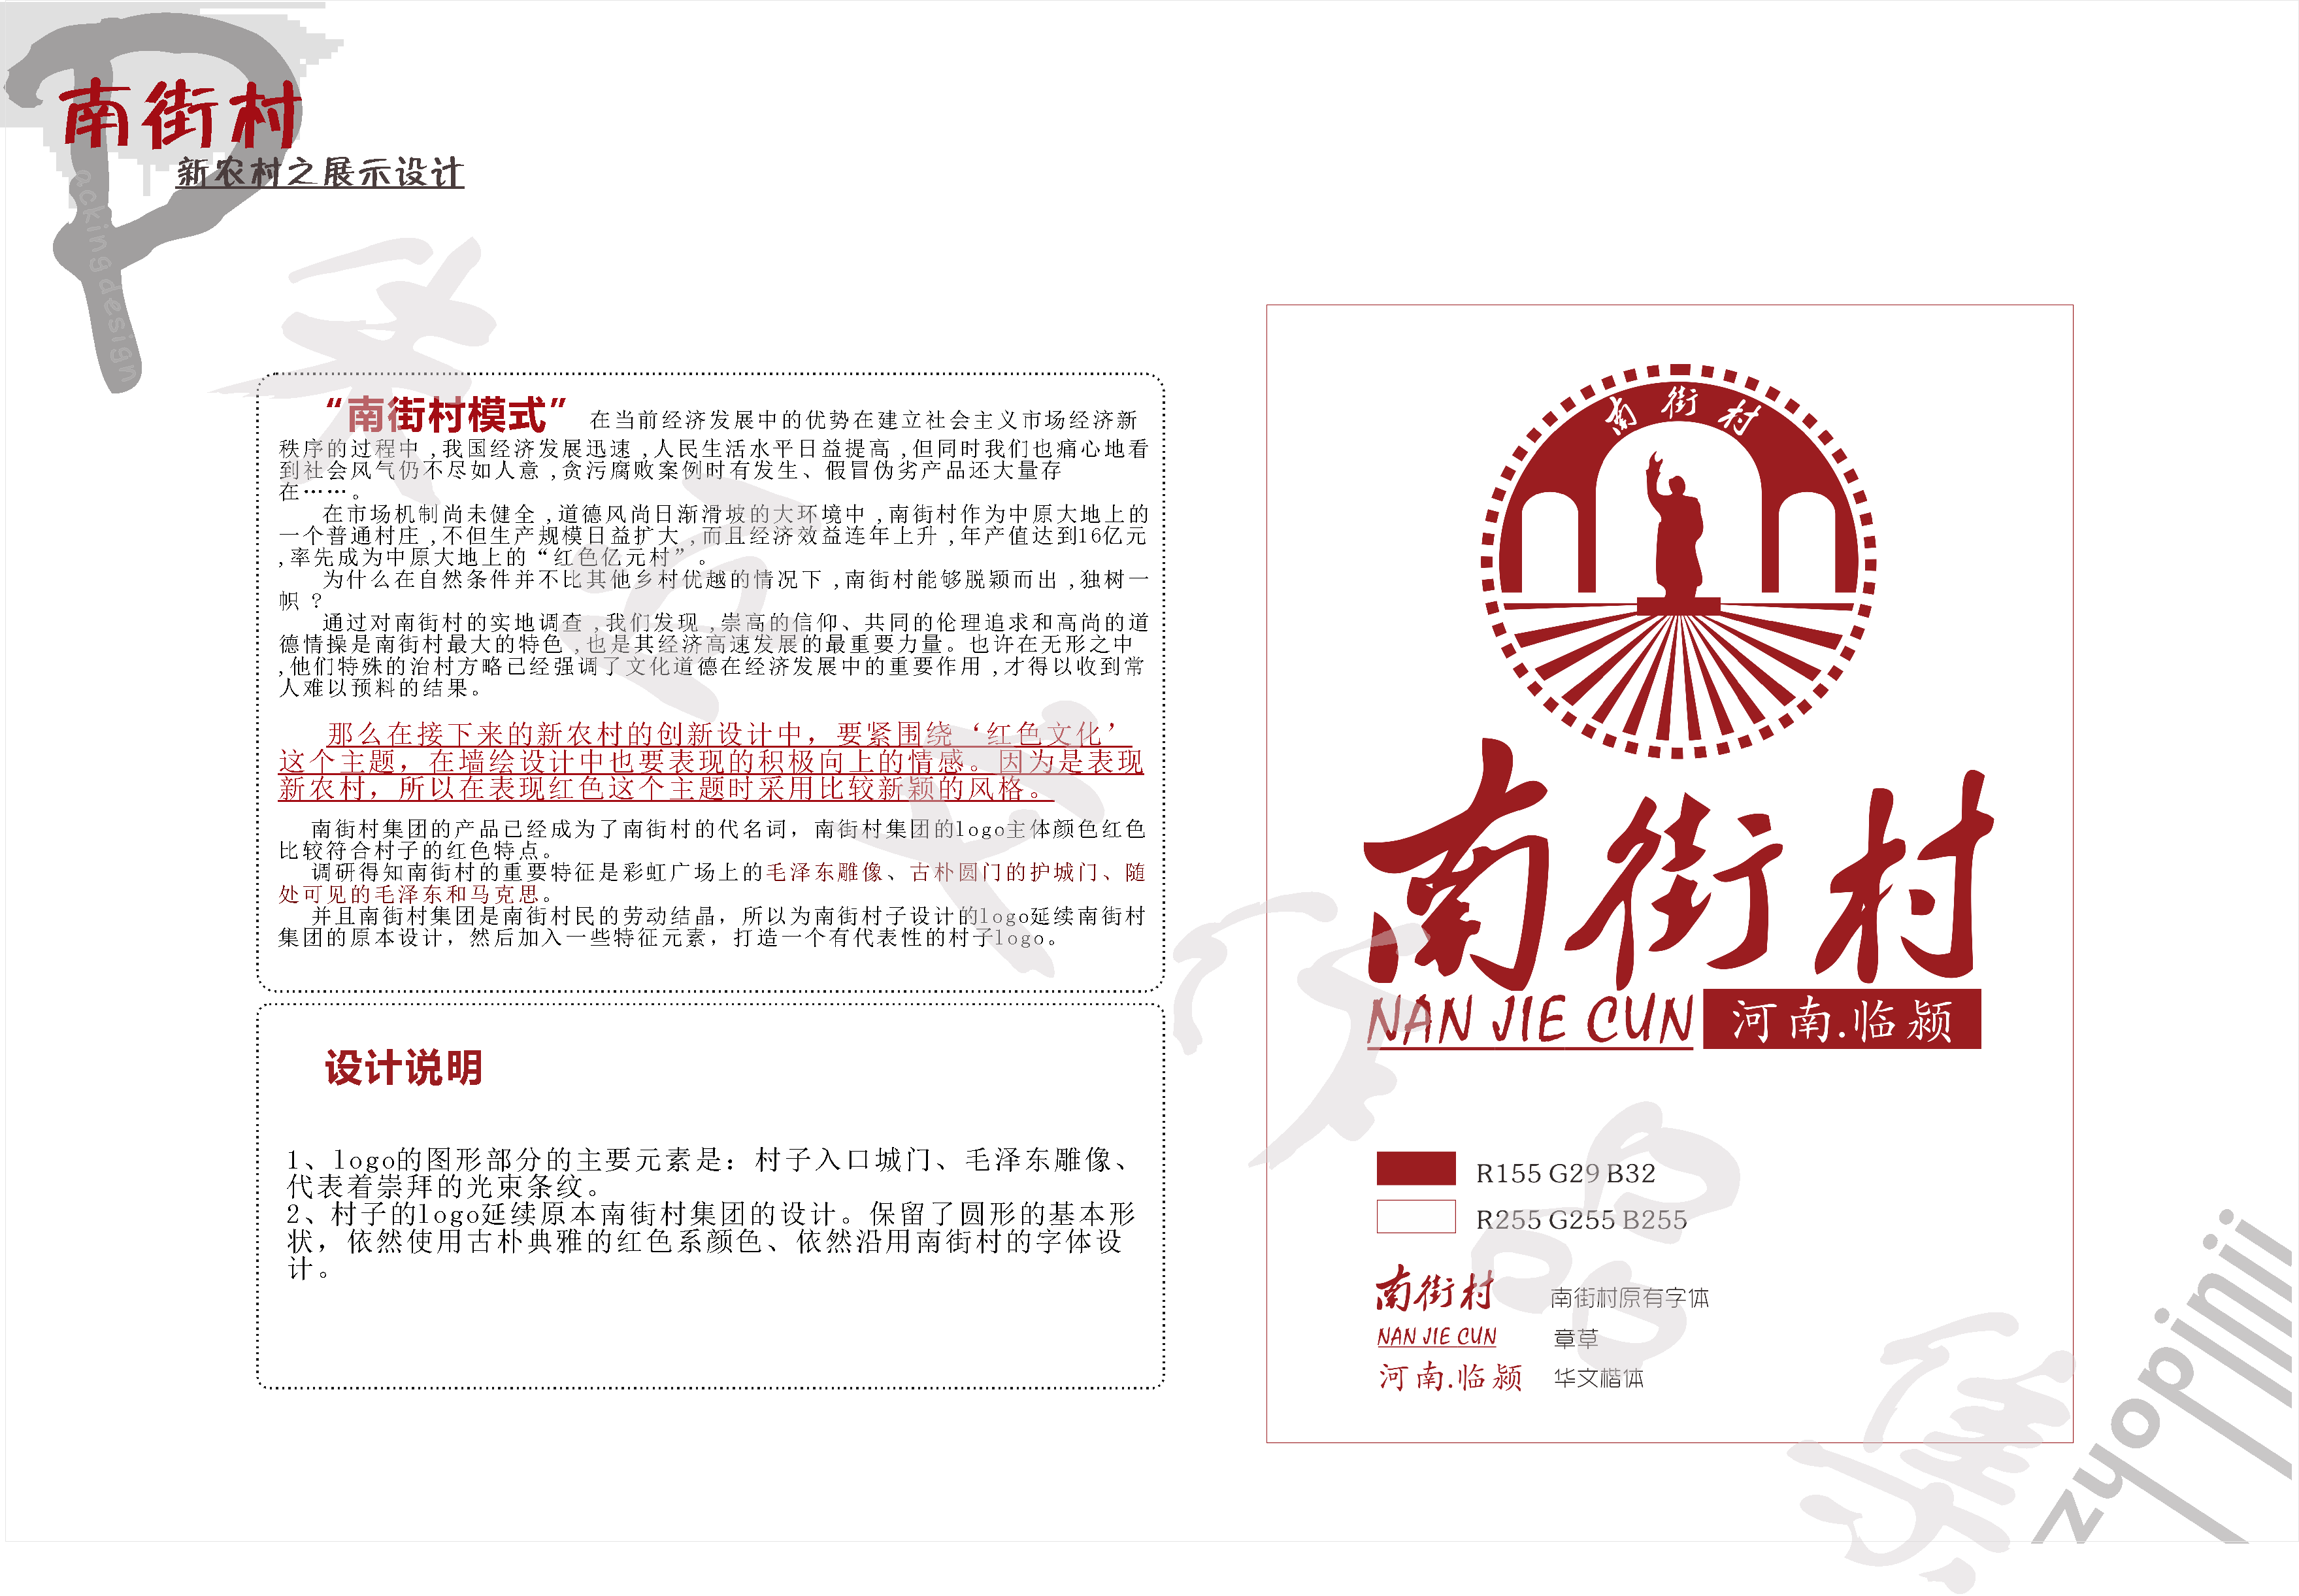 南街村
新农村之展示设计
acking design
“南街村模式” 在当前经济发展中的优势在建立社会主义市场经济新
秩序的过程中,我国经济发展迅速,人民生活水平日益提高,但同时我们也痛心地看
到社会风气仍不尽如人意,贪污腐败案例时有发生、假冒伪劣产品还大量存
在……。
在市场机制尚未健全,道德风尚日渐滑坡的大环境中,南街村作为中原大地上的
一个普通村庄,不但生产规模日益扩大,而且经济效益连年上升,年产值达到16亿元
,率先成为中原大地上的“红色亿元村”。
为什么在自然条件并不比其他乡村优越的情况下,南街村能够脱颖而出,独树一
帜?
通过对南街村的实地调查,我们发现,崇高的信仰、共同的伦理追求和高尚的道
德情操是南街村最大的特色,也是其经济高速发展的最重要力量。也许在无形之中
,他们特殊的治村方略已经强调了文化道德在经济发展中的重要作用,才得以收到常
人难以预料的结果。
那么在接下来的新农村的创新设计中，要紧围绕‘红色文化’
这个主题，在墙绘设计中也要表现的积极向上的情感。因为是表现
新农村，所以在表现红色这个主题时采用比较新颖的风格。
南街村集团的产品已经成为了南街村的代名词，南街村集团的logo主体颜色红色
比较符合村子的红色特点。
调研得知南街村的重要特征是彩虹广场上的毛泽东雕像、古朴圆门的护城门、随
处可见的毛泽东和马克思。
并且南街村集团是南街村民的劳动结晶，所以为南街村子设计的logo延续南街村
集团的原本设计，然后加入一些特征元素，打造一个有代表性的村子logo。
设计说明
1、logo的图形部分的主要元素是：村子入口城门、毛泽东雕像、
代表着崇拜的光束条纹。
2、村子的logo延续原本南街村集团的设计。保留了圆形的基本形
状，依然使用古朴典雅的红色系颜色、依然沿用南街村的字体设
计。
南街村
南街村
NAN JIE CUN 河南.临颍
R155 G29 B32
R255 G255 B255
南街村 南街村原有字体
NAN JIE CUN 章草
河南.临颍 华文楷体
zuopinji